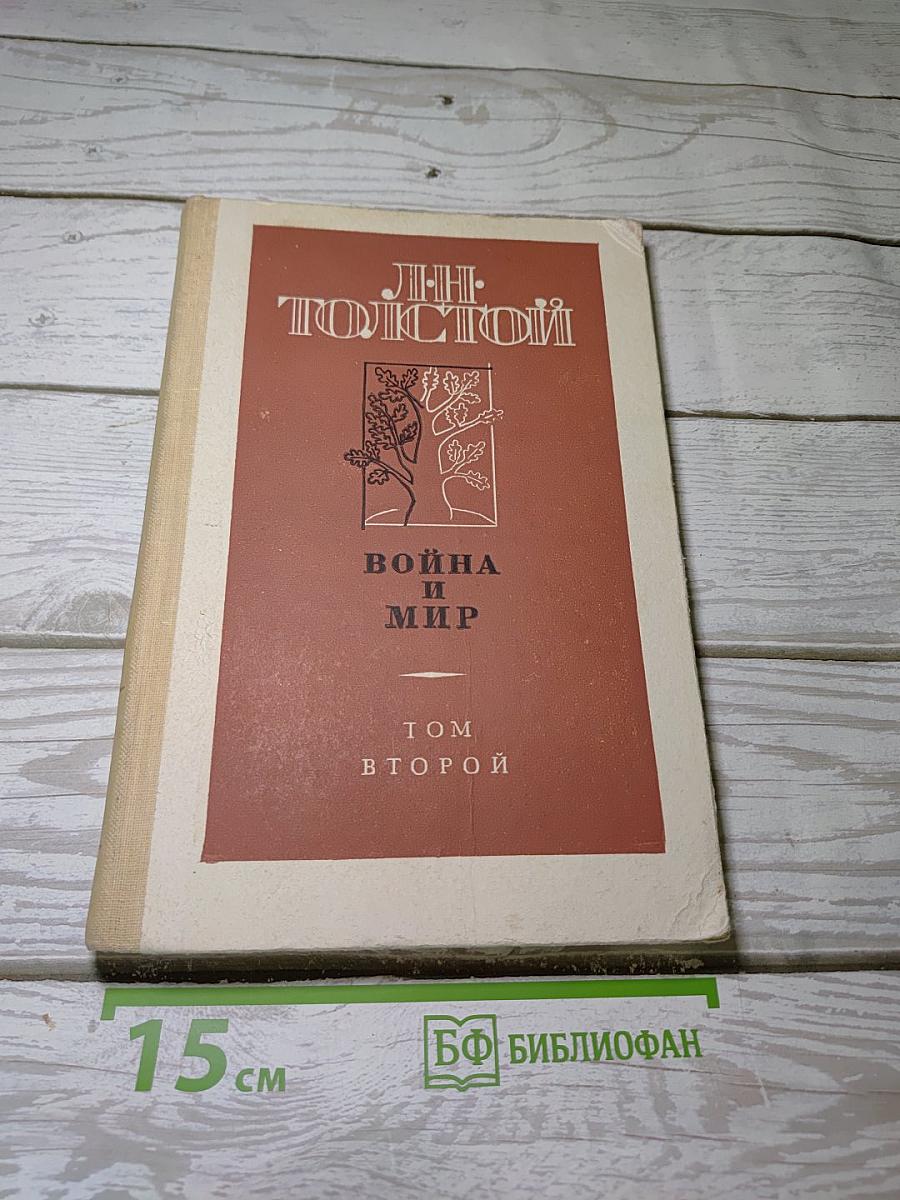 Л·Н·
ТОЛСТОЙ
ВОЙНА
И
МИР
ТОМ
ВТОРОЙ
15 см
БФ БИБЛИОФАН